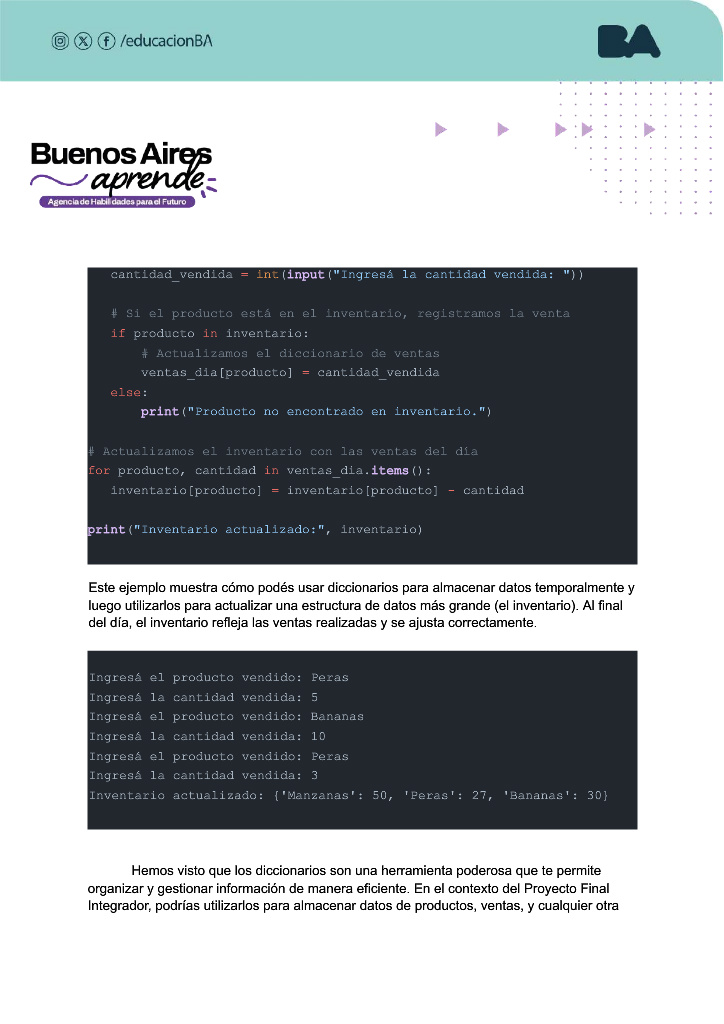 /educacionBA
BA
Buenos Aires
aprende
Agencia de Habilidades para el Futuro
cantidad_vendida = int(input("Ingresá la cantidad vendida: "))
# Si el producto está en el inventario, registramos la venta
if producto in inventario:
# Actualizamos el diccionario de ventas
ventas_dia[producto] = cantidad_vendida
else:
print("Producto no encontrado en inventario.")
# Actualizamos el inventario con las ventas del día
for producto, cantidad in ventas_dia.items():
inventario[producto] = inventario[producto] - cantidad
print("Inventario actualizado:", inventario)
Este ejemplo muestra cómo podés usar diccionarios para almacenar datos temporalmente y
luego utilizarlos para actualizar una estructura de datos más grande (el inventario). Al final
del día, el inventario refleja las ventas realizadas y se ajusta correctamente.
Ingresá el producto vendido: Peras
Ingresá la cantidad vendida: 5
Ingresá el producto vendido: Bananas
Ingresá la cantidad vendida: 10
Ingresá el producto vendido: Peras
Ingresá la cantidad vendida: 3
Inventario actualizado: {'Manzanas': 50, 'Peras': 27, 'Bananas': 30}
Hemos visto que los diccionarios son una herramienta poderosa que te permite
organizar y gestionar información de manera eficiente. En el contexto del Proyecto Final
Integrador, podrías utilizarlos para almacenar datos de productos, ventas, y cualquier otra